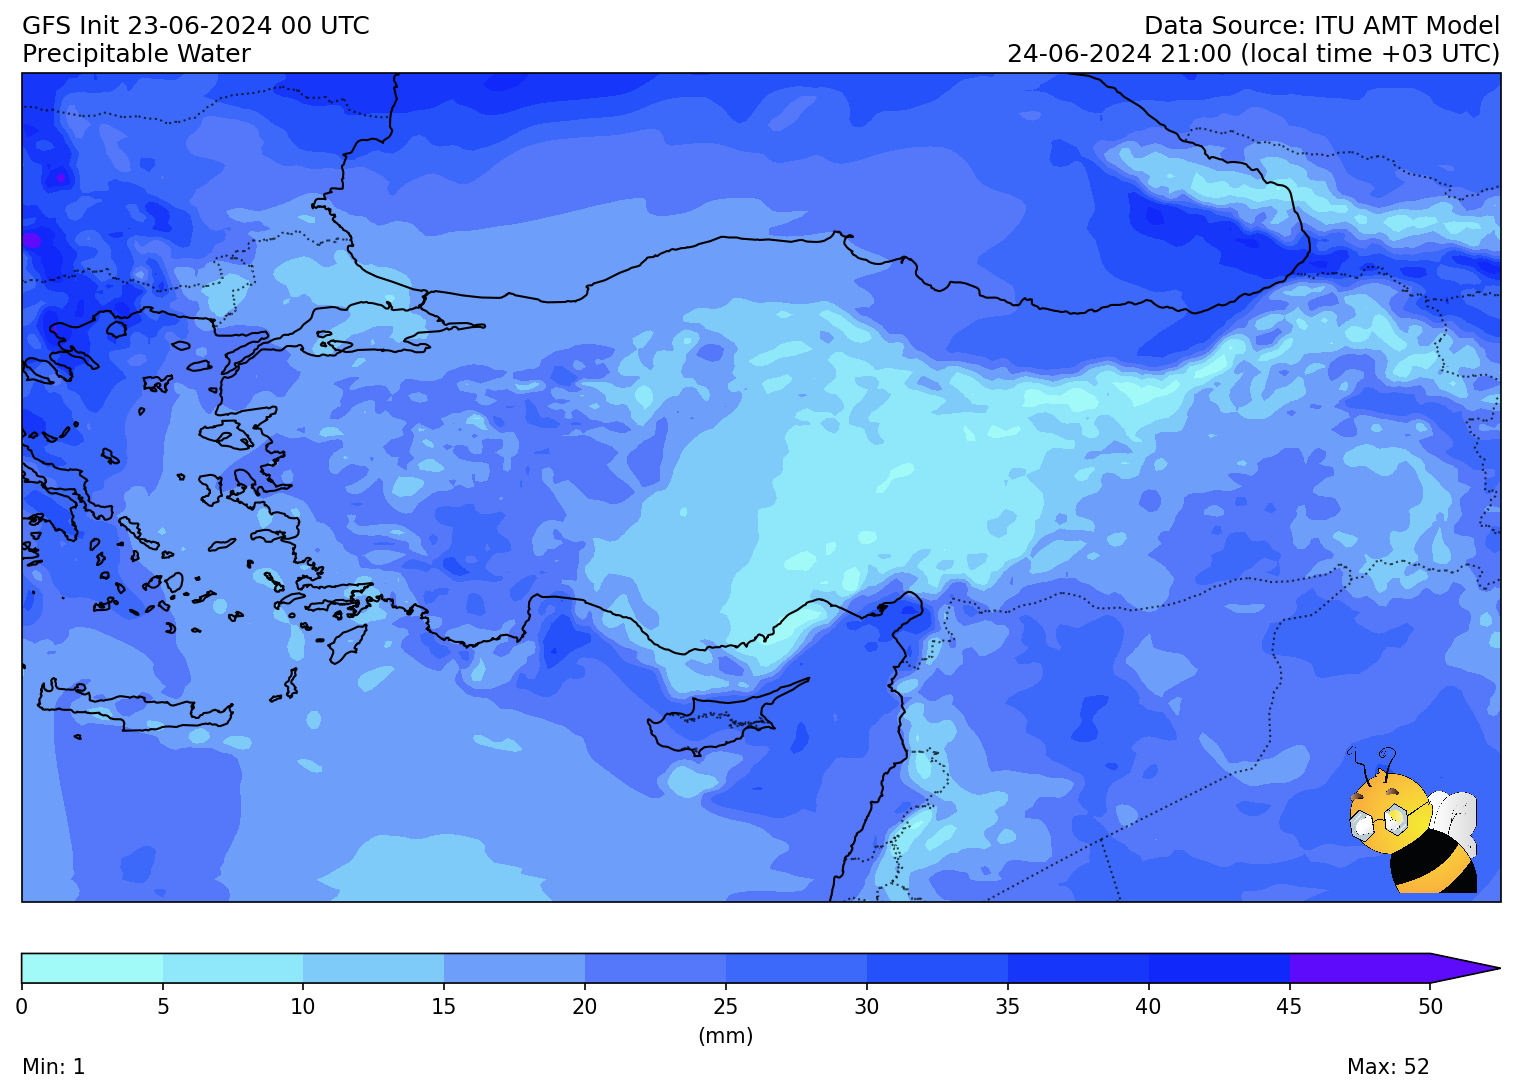 GFS Init 23-06-2024 00 UTC
Data Source: ITU AMT Model
Precipitable Water
24-06-2024 21:00 (local time +03 UTC)
0 5 10 15 20 25 30 35 40 45 50
(mm)
Min: 1
Max: 52